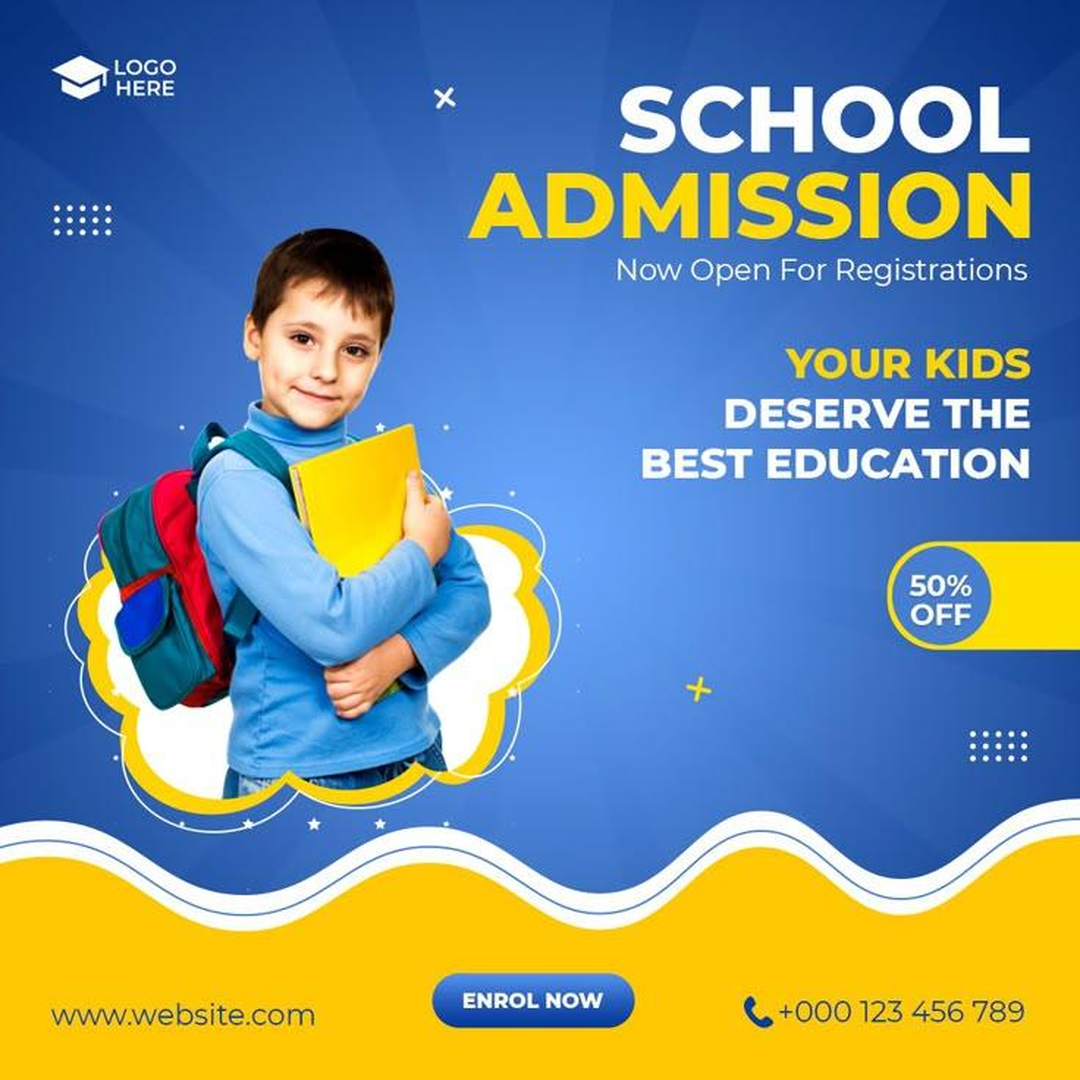 LOGO
HERE
SCHOOL
ADMISSION
Now Open For Registrations
YOUR KIDS
DESERVE THE
BEST EDUCATION
50%
OFF
www.website.com
ENROL NOW
+000 123 456 789